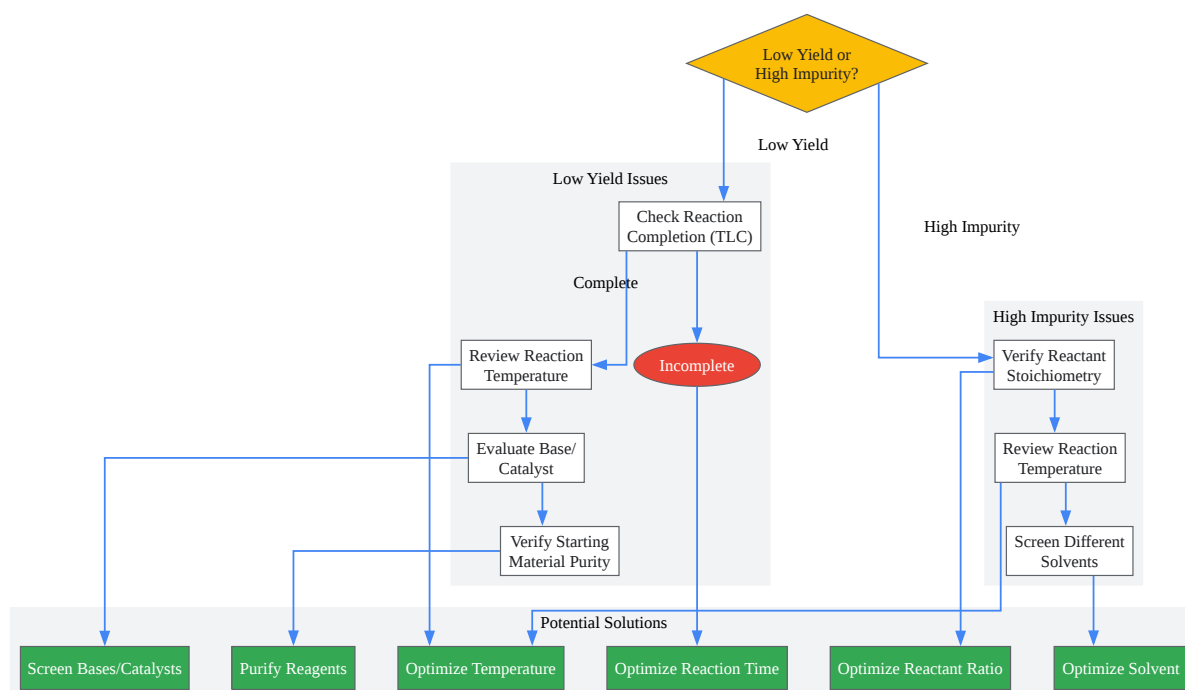 Low Yield or
High Impurity?
Low Yield
Low Yield Issues
Check Reaction
Completion (TLC)
High Impurity
Complete
High Impurity Issues
Review Reaction
Temperature
Incomplete
Verify Reactant
Stoichiometry
Evaluate Base/
Catalyst
Review Reaction
Temperature
Verify Starting
Material Purity
Screen Different
Solvents
Potential Solutions
Screen Bases/Catalysts
Purify Reagents
Optimize Temperature
Optimize Reaction Time
Optimize Reactant Ratio
Optimize Solvent